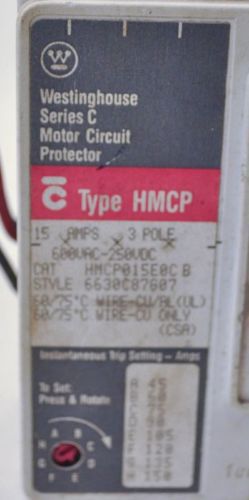 W
Westinghouse
Series C
Motor Circuit
Protector
C Type HMCP
15 AMPS 3 POLE
600VAC-250VDC
CAT HMCP015E0C B
STYLE 6630C87G07
60/75°C WIRE-CU/AL(UL)
60/75°C WIRE-CU ONLY
(CSA)
Instantaneous Trip Setting - Amps
To Set:
Press & Rotate
A 45
B 60
C 75
D 90
E 105
F 120
G 135
H 150
A
B
C
D
E
F
G
H